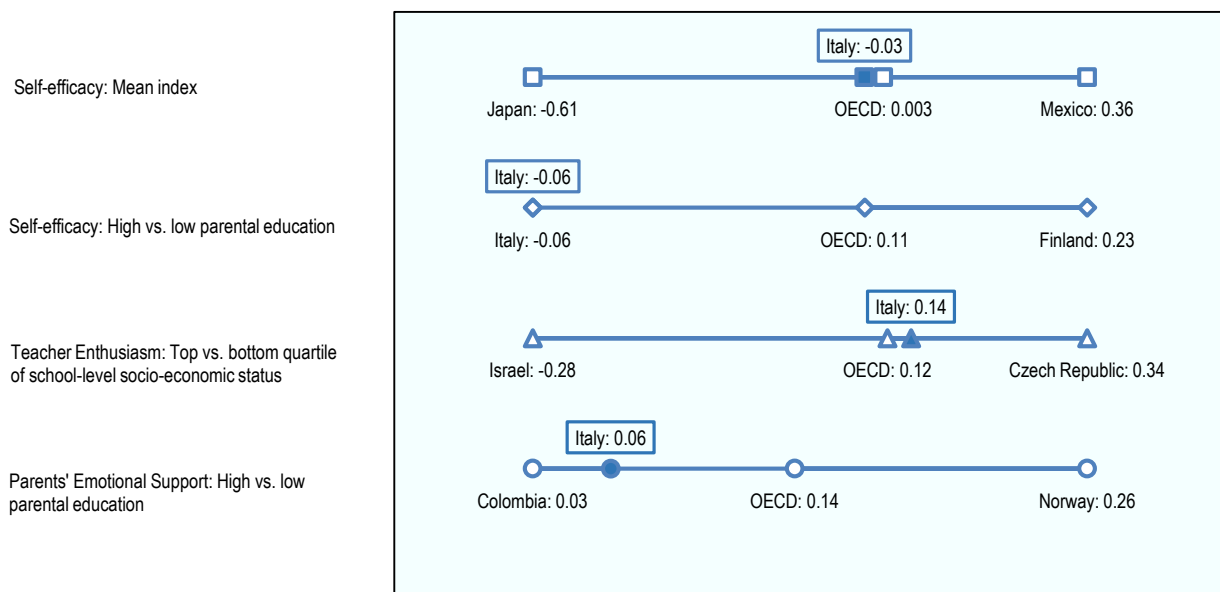 Italy: -0.03
Self-efficacy: Mean index
Japan: -0.61
OECD: 0.003
Mexico: 0.36
Italy: -0.06
Self-efficacy: High vs. low parental education
Italy: -0.06
OECD: 0.11
Finland: 0.23
Italy: 0.14
Teacher Enthusiasm: Top vs. bottom quartile
of school-level socio-economic status
Israel: -0.28
OECD: 0.12
Czech Republic: 0.34
Italy: 0.06
Parents' Emotional Support: High vs. low
parental education
Colombia: 0.03
OECD: 0.14
Norway: 0.26